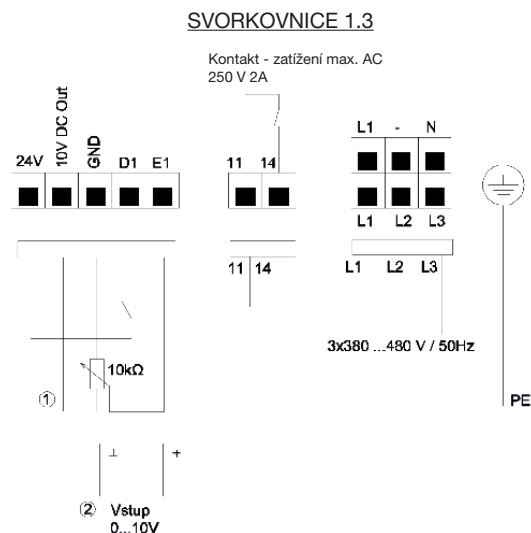 SVORKOVNICE 1.3
Kontakt - zatížení max. AC
250 V 2A
24V 10V DC Out GND D1 E1
11 14
L1 - N
L1 L2 L3
11 14
L1 L2 L3
3x380 ...480 V / 50Hz
10kΩ
①
PE
⊥ +
② Vstup
0...10V